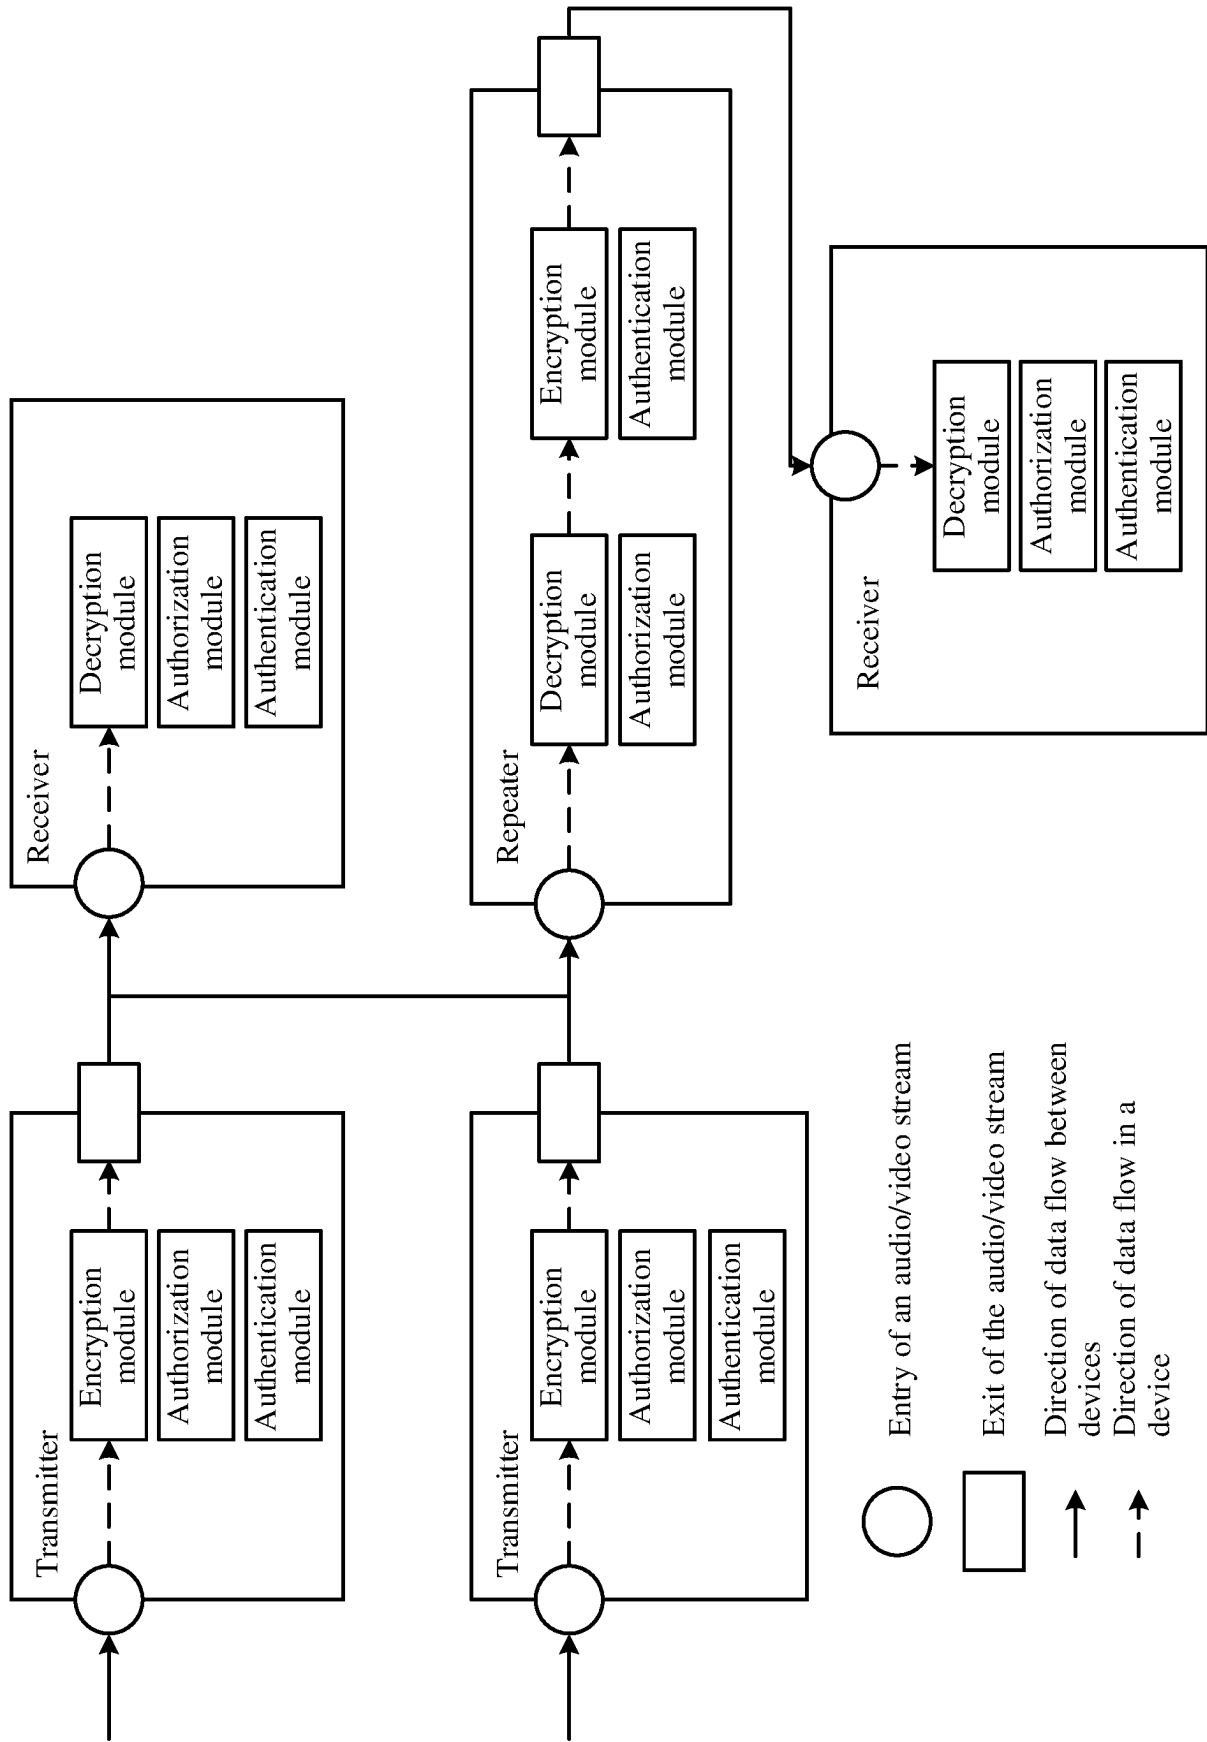 Transmitter
Encryption
module
Authorization
module
Authentication
module
Receiver
Decryption
module
Authorization
module
Authentication
module
Transmitter
Encryption
module
Authorization
module
Authentication
module
Repeater
Decryption
module
Authorization
module
Encryption
module
Authentication
module
Receiver
Decryption
module
Authorization
module
Authentication
module
Entry of an audio/video stream
Exit of the audio/video stream
Direction of data flow between
devices
Direction of data flow in a
device